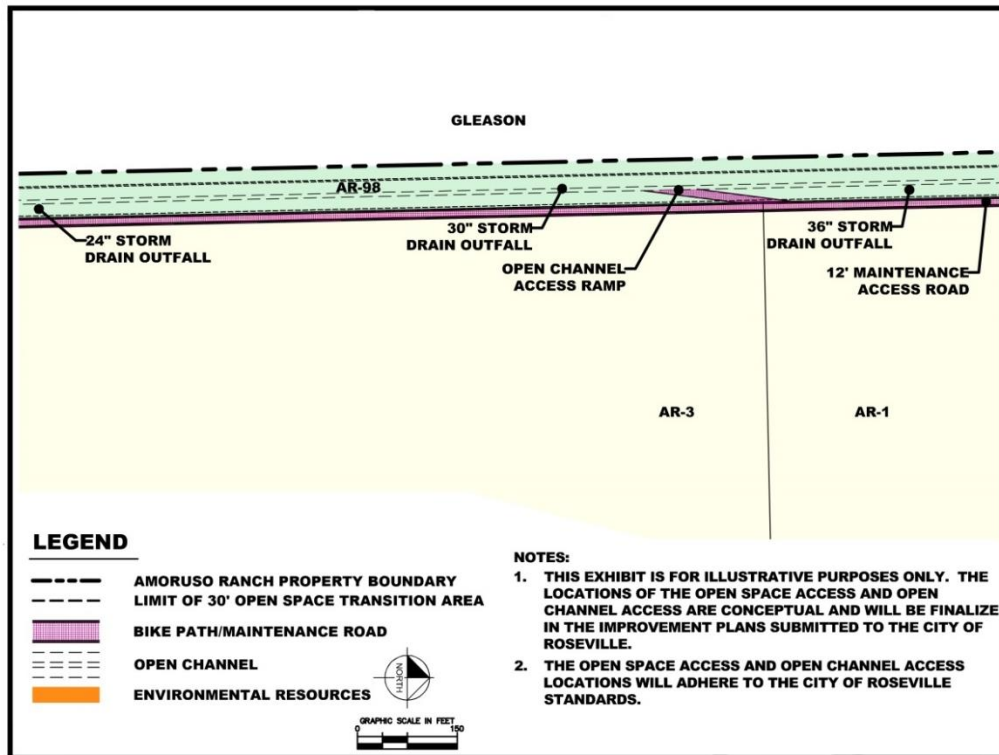 GLEASON
AR-98
24" STORM
DRAIN OUTFALL
30" STORM
DRAIN OUTFALL
OPEN CHANNEL
ACCESS RAMP
36" STORM
DRAIN OUTFALL
12' MAINTENANCE
ACCESS ROAD
AR-3
AR-1
LEGEND
AMORUSO RANCH PROPERTY BOUNDARY
LIMIT OF 30' OPEN SPACE TRANSITION AREA
BIKE PATH/MAINTENANCE ROAD
OPEN CHANNEL
ENVIRONMENTAL RESOURCES
NORTH
GRAPHIC SCALE IN FEET
0 150
NOTES:
1. THIS EXHIBIT IS FOR ILLUSTRATIVE PURPOSES ONLY. THE
LOCATIONS OF THE OPEN SPACE ACCESS AND OPEN
CHANNEL ACCESS ARE CONCEPTUAL AND WILL BE FINALIZE
IN THE IMPROVEMENT PLANS SUBMITTED TO THE CITY OF
ROSEVILLE.
2. THE OPEN SPACE ACCESS AND OPEN CHANNEL ACCESS
LOCATIONS WILL ADHERE TO THE CITY OF ROSEVILLE
STANDARDS.